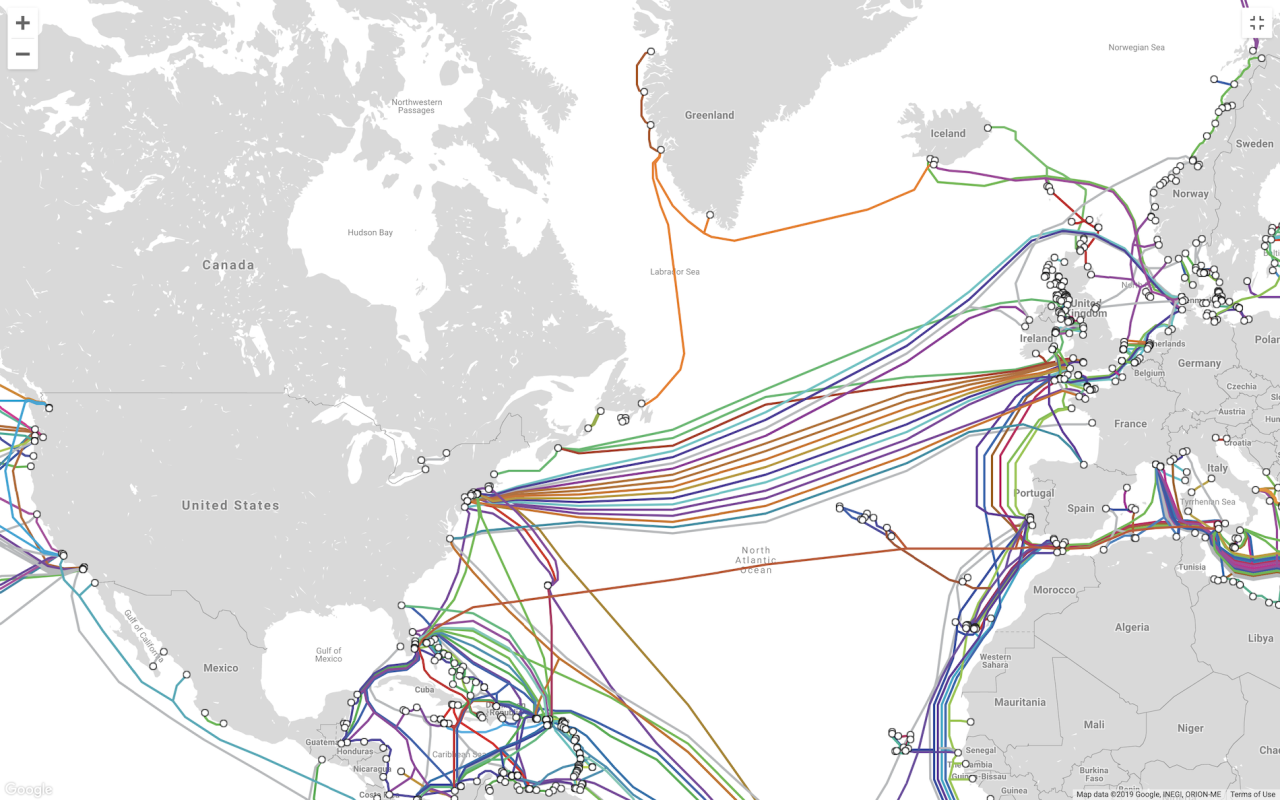 +
−
Norwegian Sea
Northwestern
Passages
Greenland
Iceland
Sweden
Norway
Hudson Bay
Canada
Labrador Sea
United
Kingdom
Ireland
Poland
Germany
Belgium
Czechia
Austria
France
Croatia
Italy
United States
Portugal
Spain
Tyrrhenian Sea
North
Atlantic
Ocean
Tunisia
Morocco
Gulf of California
Algeria
Libya
Gulf of
Mexico
Western
Sahara
Mexico
Cuba
Mauritania
Mali
Niger
Guatemala
Honduras
Caribbean Sea
Senegal
The Gambia
Guinea-Bissau
Nicaragua
Burkina
Faso
Guinea
Costa
Google
Map data ©2019 Google, INEGI, ORION-ME
Terms of Use